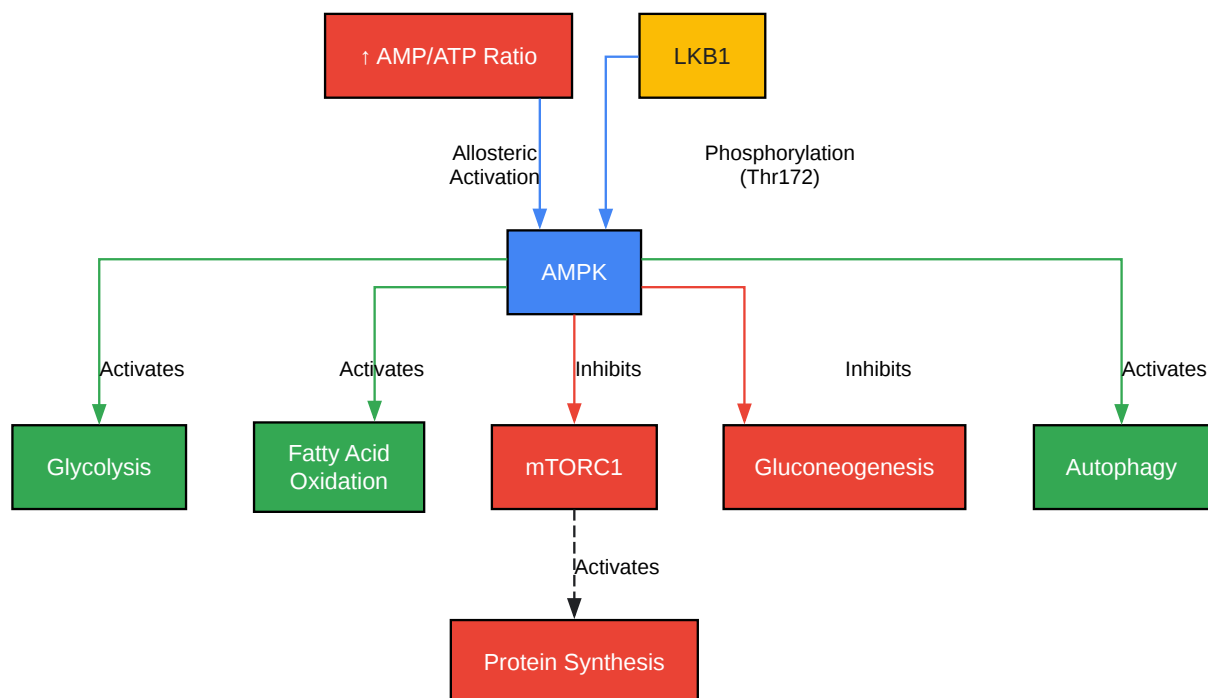 ↑ AMP/ATP Ratio
LKB1
Allosteric
Activation
Phosphorylation
(Thr172)
AMPK
Activates
Activates
Inhibits
Inhibits
Activates
Glycolysis
Fatty Acid
Oxidation
mTORC1
Gluconeogenesis
Autophagy
Activates
Protein Synthesis